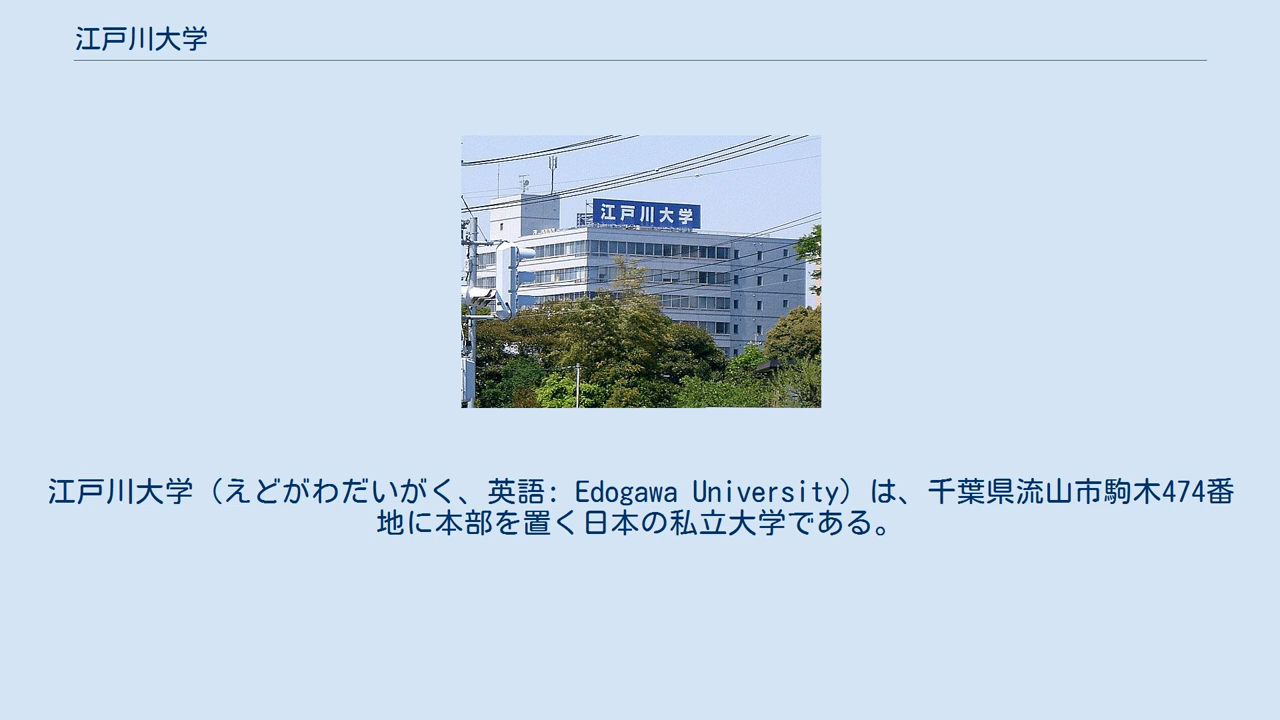 江戸川大学
江戸川大学
江戸川大学（えどがわだいがく、英語: Edogawa University）は、千葉県流山市駒木474番
地に本部を置く日本の私立大学である。